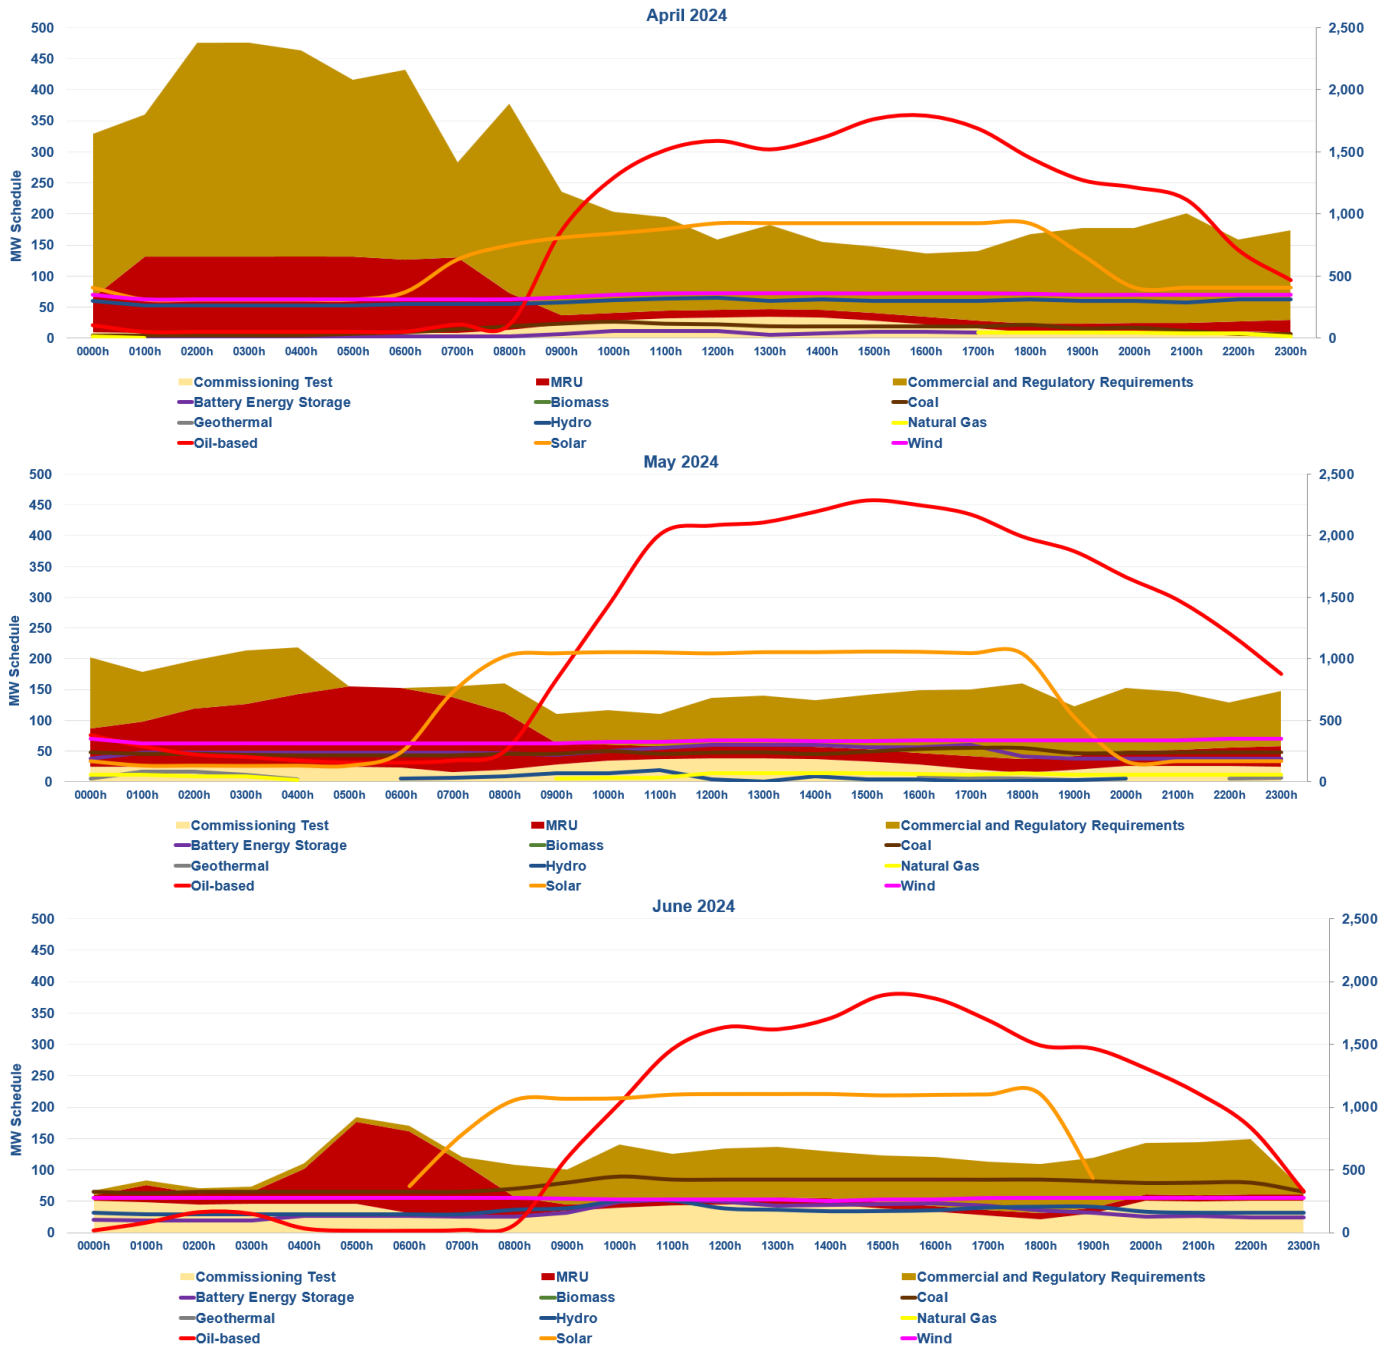 April 2024
500 2,500
450
400 2,000
350
300 1,500
250
200 1,000
150
100 500
50
0 0
MW Schedule
0000h 0100h 0200h 0300h 0400h 0500h 0600h 0700h 0800h 0900h 1000h 1100h 1200h 1300h 1400h 1500h 1600h 1700h 1800h 1900h 2000h 2100h 2200h 2300h
Commissioning Test MRU Commercial and Regulatory Requirements
Battery Energy Storage Biomass Coal
Geothermal Hydro Natural Gas
Oil-based Solar Wind
May 2024
500 2,500
450
400 2,000
350
300 1,500
250
200 1,000
150
100 500
50
0 0
MW Schedule
0000h 0100h 0200h 0300h 0400h 0500h 0600h 0700h 0800h 0900h 1000h 1100h 1200h 1300h 1400h 1500h 1600h 1700h 1800h 1900h 2000h 2100h 2200h 2300h
Commissioning Test MRU Commercial and Regulatory Requirements
Battery Energy Storage Biomass Coal
Geothermal Hydro Natural Gas
Oil-based Solar Wind
June 2024
500 2,500
450
400 2,000
350
300 1,500
250
200 1,000
150
100 500
50
0 0
MW Schedule
0000h 0100h 0200h 0300h 0400h 0500h 0600h 0700h 0800h 0900h 1000h 1100h 1200h 1300h 1400h 1500h 1600h 1700h 1800h 1900h 2000h 2100h 2200h 2300h
Commissioning Test MRU Commercial and Regulatory Requirements
Battery Energy Storage Biomass Coal
Geothermal Hydro Natural Gas
Oil-based Solar Wind